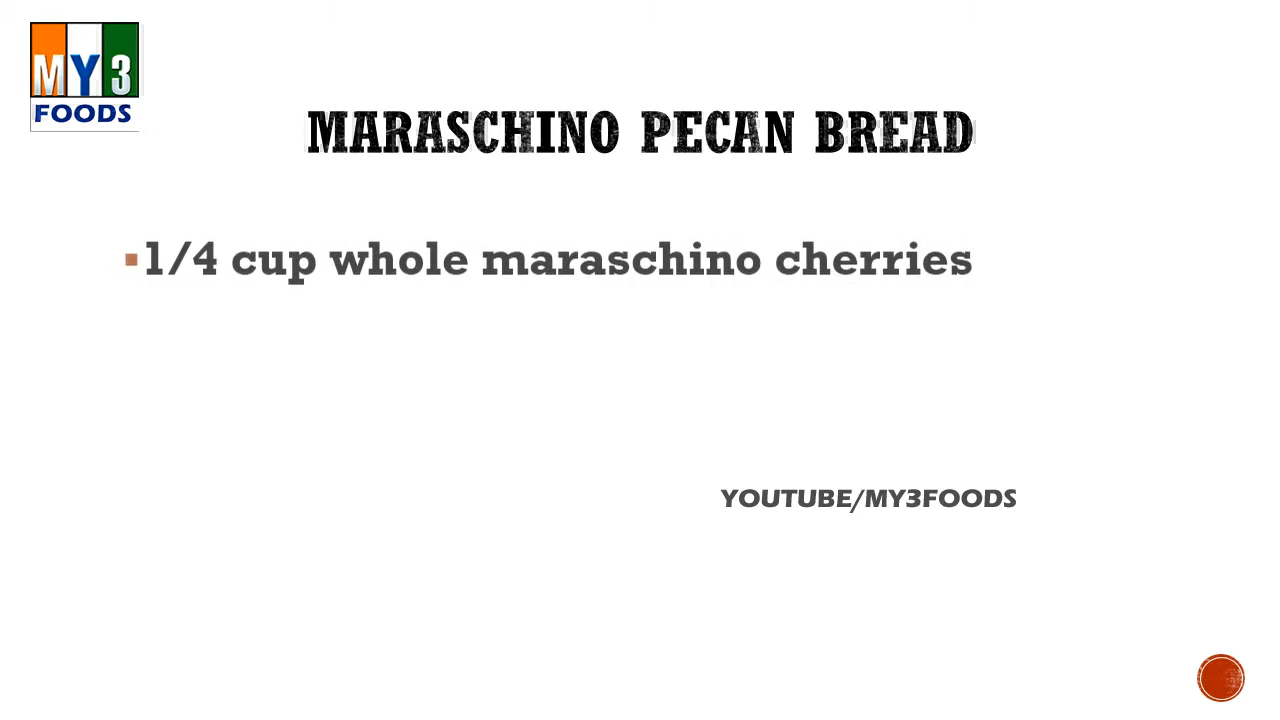 MY3
FOODS
MARASCHINO PECAN BREAD
▪1/4 cup whole maraschino cherries
YOUTUBE/MY3FOODS